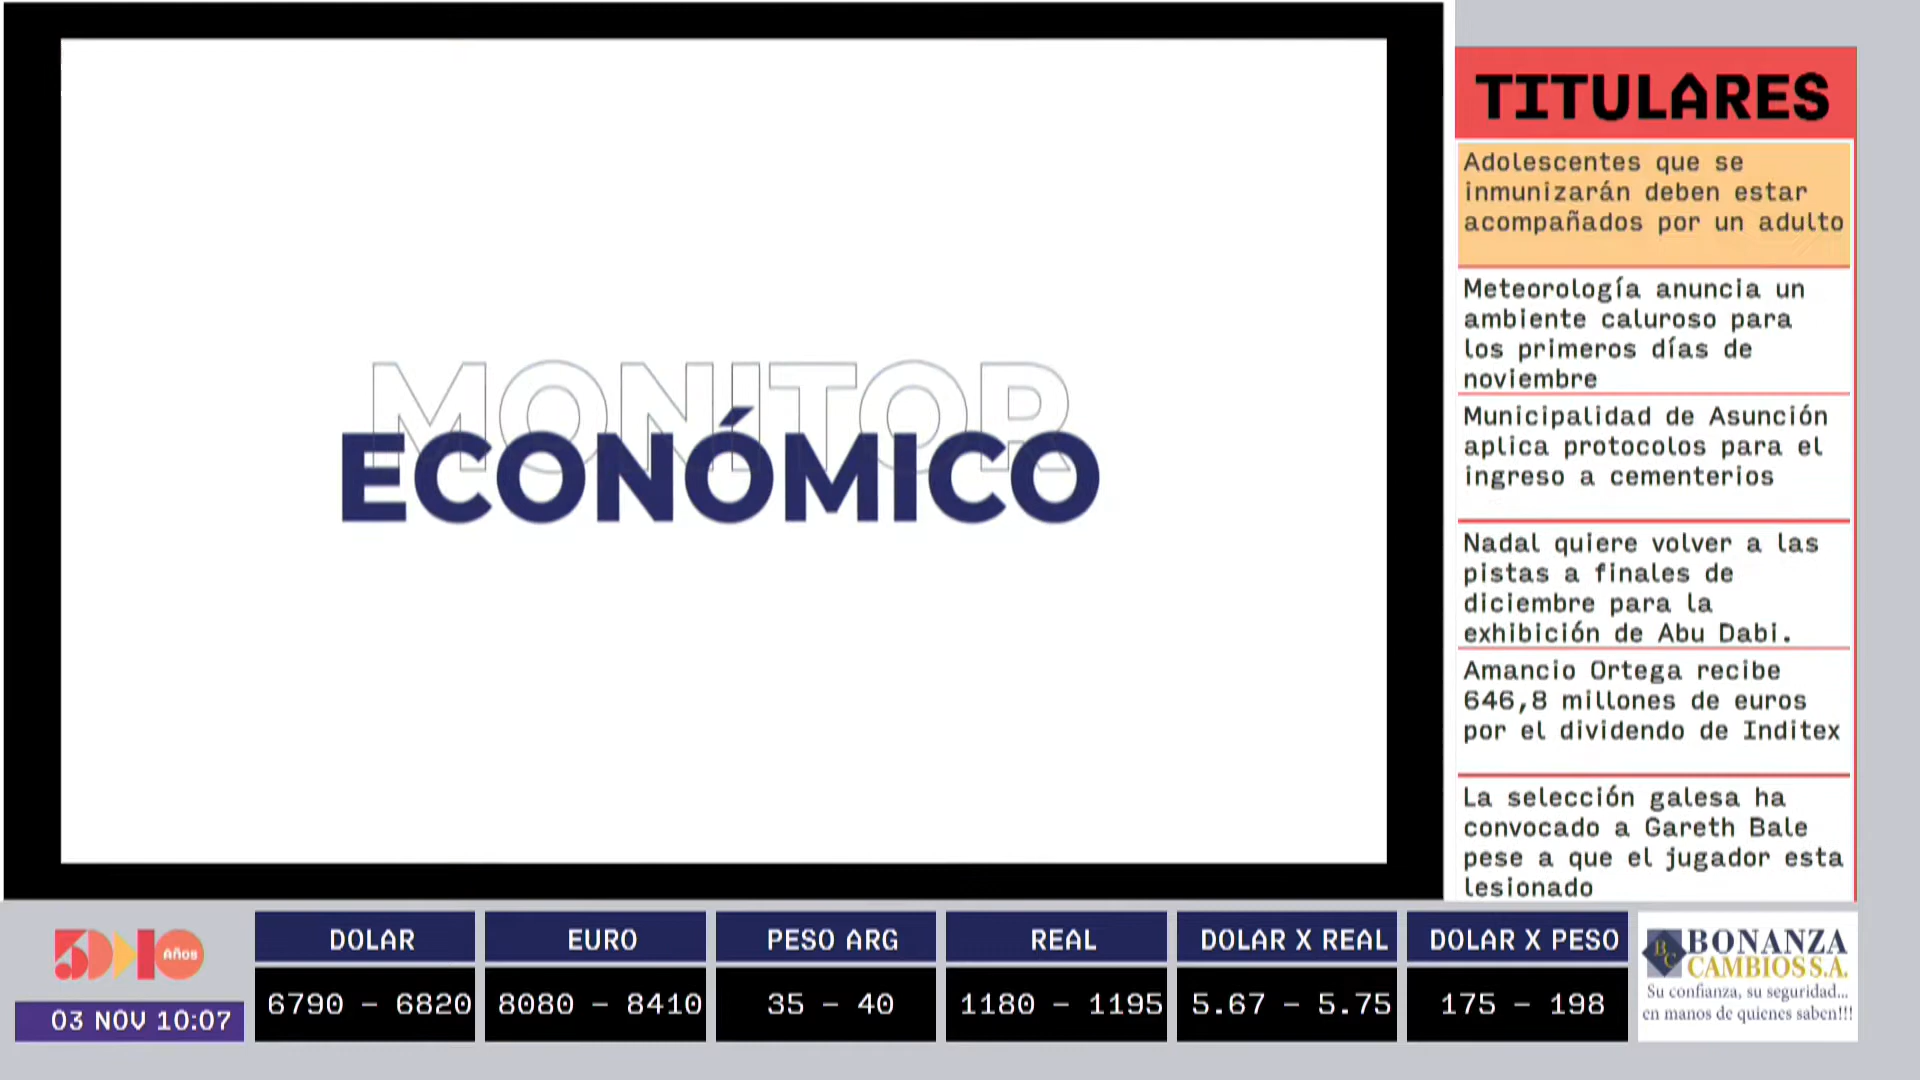 MONITOR
ECONÓMICO
TITULARES
Adolescentes que se
inmunizarán deben estar
acompañados por un adulto
Meteorología anuncia un
ambiente caluroso para
los primeros días de
noviembre
Municipalidad de Asunción
aplica protocolos para el
ingreso a cementerios
Nadal quiere volver a las
pistas a finales de
diciembre para la
exhibición de Abu Dabi.
Amancio Ortega recibe
646,8 millones de euros
por el dividendo de Inditex
La selección galesa ha
convocado a Gareth Bale
pese a que el jugador esta
lesionado
Años
03 NOV 10:07
DOLAR
6790 - 6820
EURO
8080 - 8410
PESO ARG
35 - 40
REAL
1180 - 1195
DOLAR X REAL
5.67 - 5.75
DOLAR X PESO
175 - 198
BC
BONANZA
CAMBIOS S.A.
Su confianza, su seguridad...
en manos de quienes saben!!!